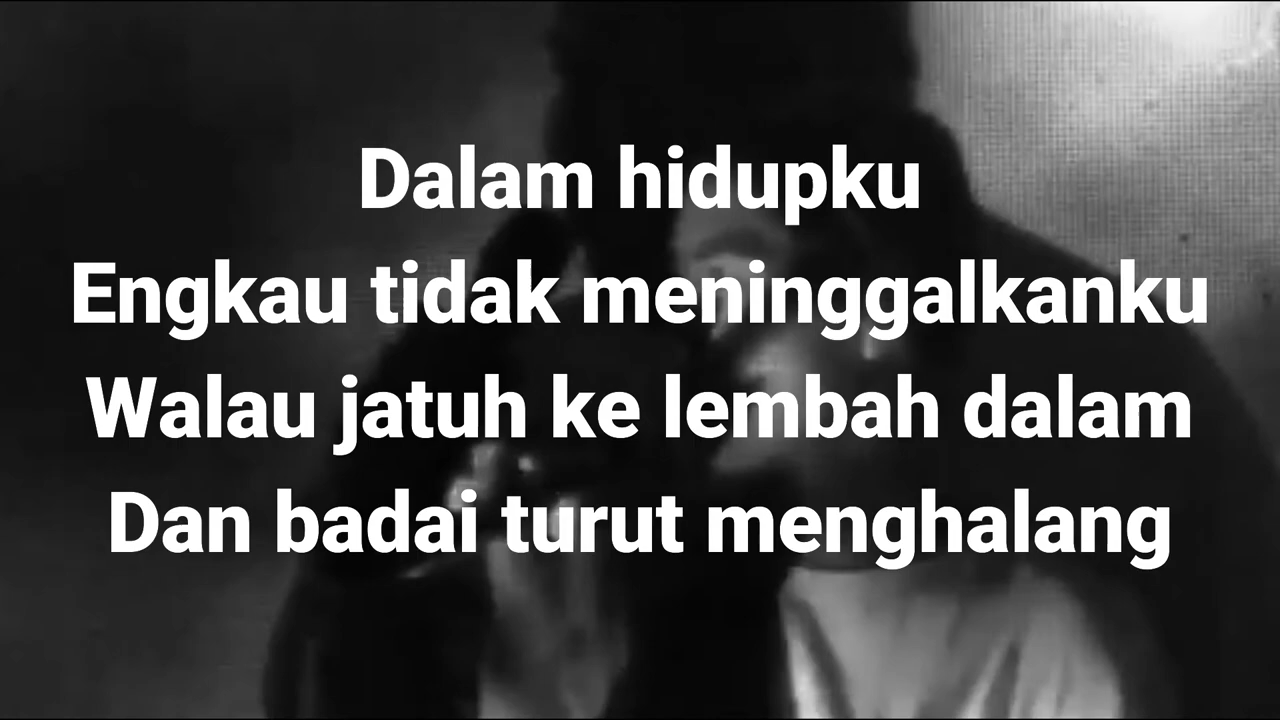 Dalam hidupku
Engkau tidak meninggalkanku
Walau jatuh ke lembah dalam
Dan badai turut menghalang